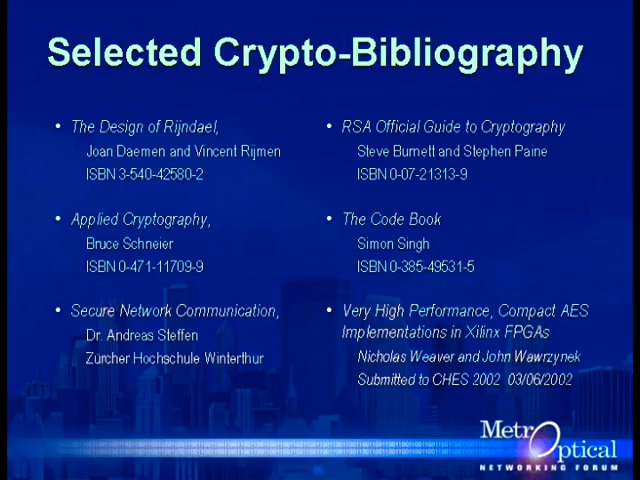 Selected Crypto-Bibliography
• The Design of Rijndael,
Joan Daemen and Vincent Rijmen
ISBN 3-540-42580-2
• Applied Cryptography,
Bruce Schneier
ISBN 0-471-11709-9
• Secure Network Communication,
Dr. Andreas Steffen
Zürcher Hochschule Winterthur
• RSA Official Guide to Cryptography
Steve Burnett and Stephen Paine
ISBN 0-07-21313-9
• The Code Book
Simon Singh
ISBN 0-385-49531-5
• Very High Performance, Compact AES
Implementations in Xilinx FPGAs
Nicholas Weaver and John Wawrzynek
Submitted to CHES 2002 03/06/2002
Metro
Optical
NETWORKING FORUM